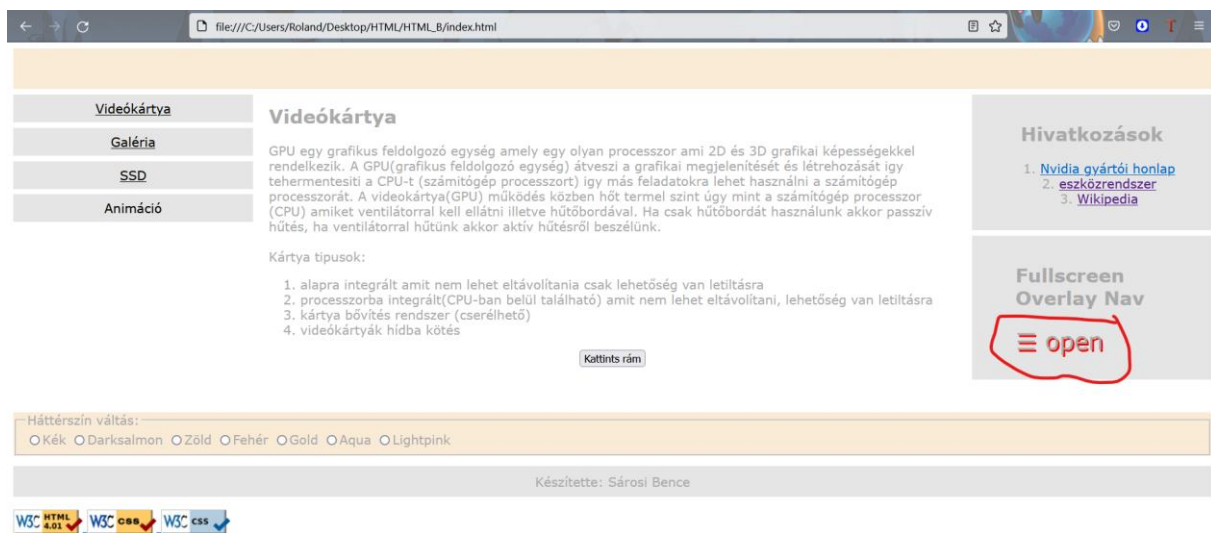 file:///C:/Users/Roland/Desktop/HTML/HTML_B/index.html
Videókártya
Galéria
SSD
Animáció
Videókártya
GPU egy grafikus feldolgozó egység amely egy olyan processzor ami 2D és 3D grafikai képességekkel
rendelkezik. A GPU(grafikus feldolgozó egység) átveszi a grafikai megjelenítését és létrehozását igy
tehermentesiti a CPU-t (számitógép processzort) igy más feladatokra lehet használni a számítógép
processzorát. A videokártya(GPU) működés közben hőt termel szint úgy mint a számítógép processzor
(CPU) amiket ventilátorral kell ellátni illetve hűtőbordával. Ha csak hűtőbordát használunk akkor passzív
hűtés, ha ventilátorral hűtünk akkor aktív hűtésről beszélünk.
Kártya tipusok:
1. alapra integrált amit nem lehet eltávolítania csak lehetőség van letiltásra
2. processzorba integrált(CPU-ban belül található) amit nem lehet eltávolítani, lehetőség van letiltásra
3. kártya bővítés rendszer (cserélhető)
4. videókártyák hídba kötés
Kattints rám
Hivatkozások
1. Nvidia gyártói honlap
2. eszközrendszer
3. Wikipedia
Fullscreen
Overlay Nav
☰ open
Háttérszín váltás:
Kék Darksalmon Zöld Fehér Gold Aqua Lightpink
Készítette: Sárosi Bence
W3C HTML 4.01 W3C css W3C css